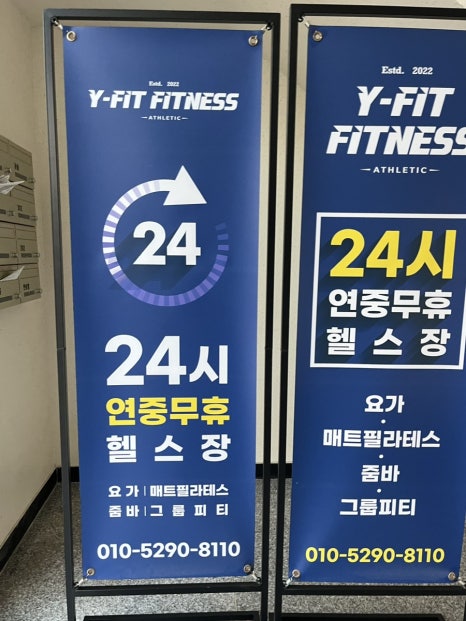 Estd. 2022
Y-FIT FITNESS
ATHLETIC
24
24시
연중무휴
헬스장
요가 | 매트필라테스
줌바 | 그룹피티
010-5290-8110
Estd. 2022
Y-FIT
FITNESS
ATHLETIC
24시
연중무휴
헬스장
요가
매트필라테스
줌바
그룹피티
010-5290-8110